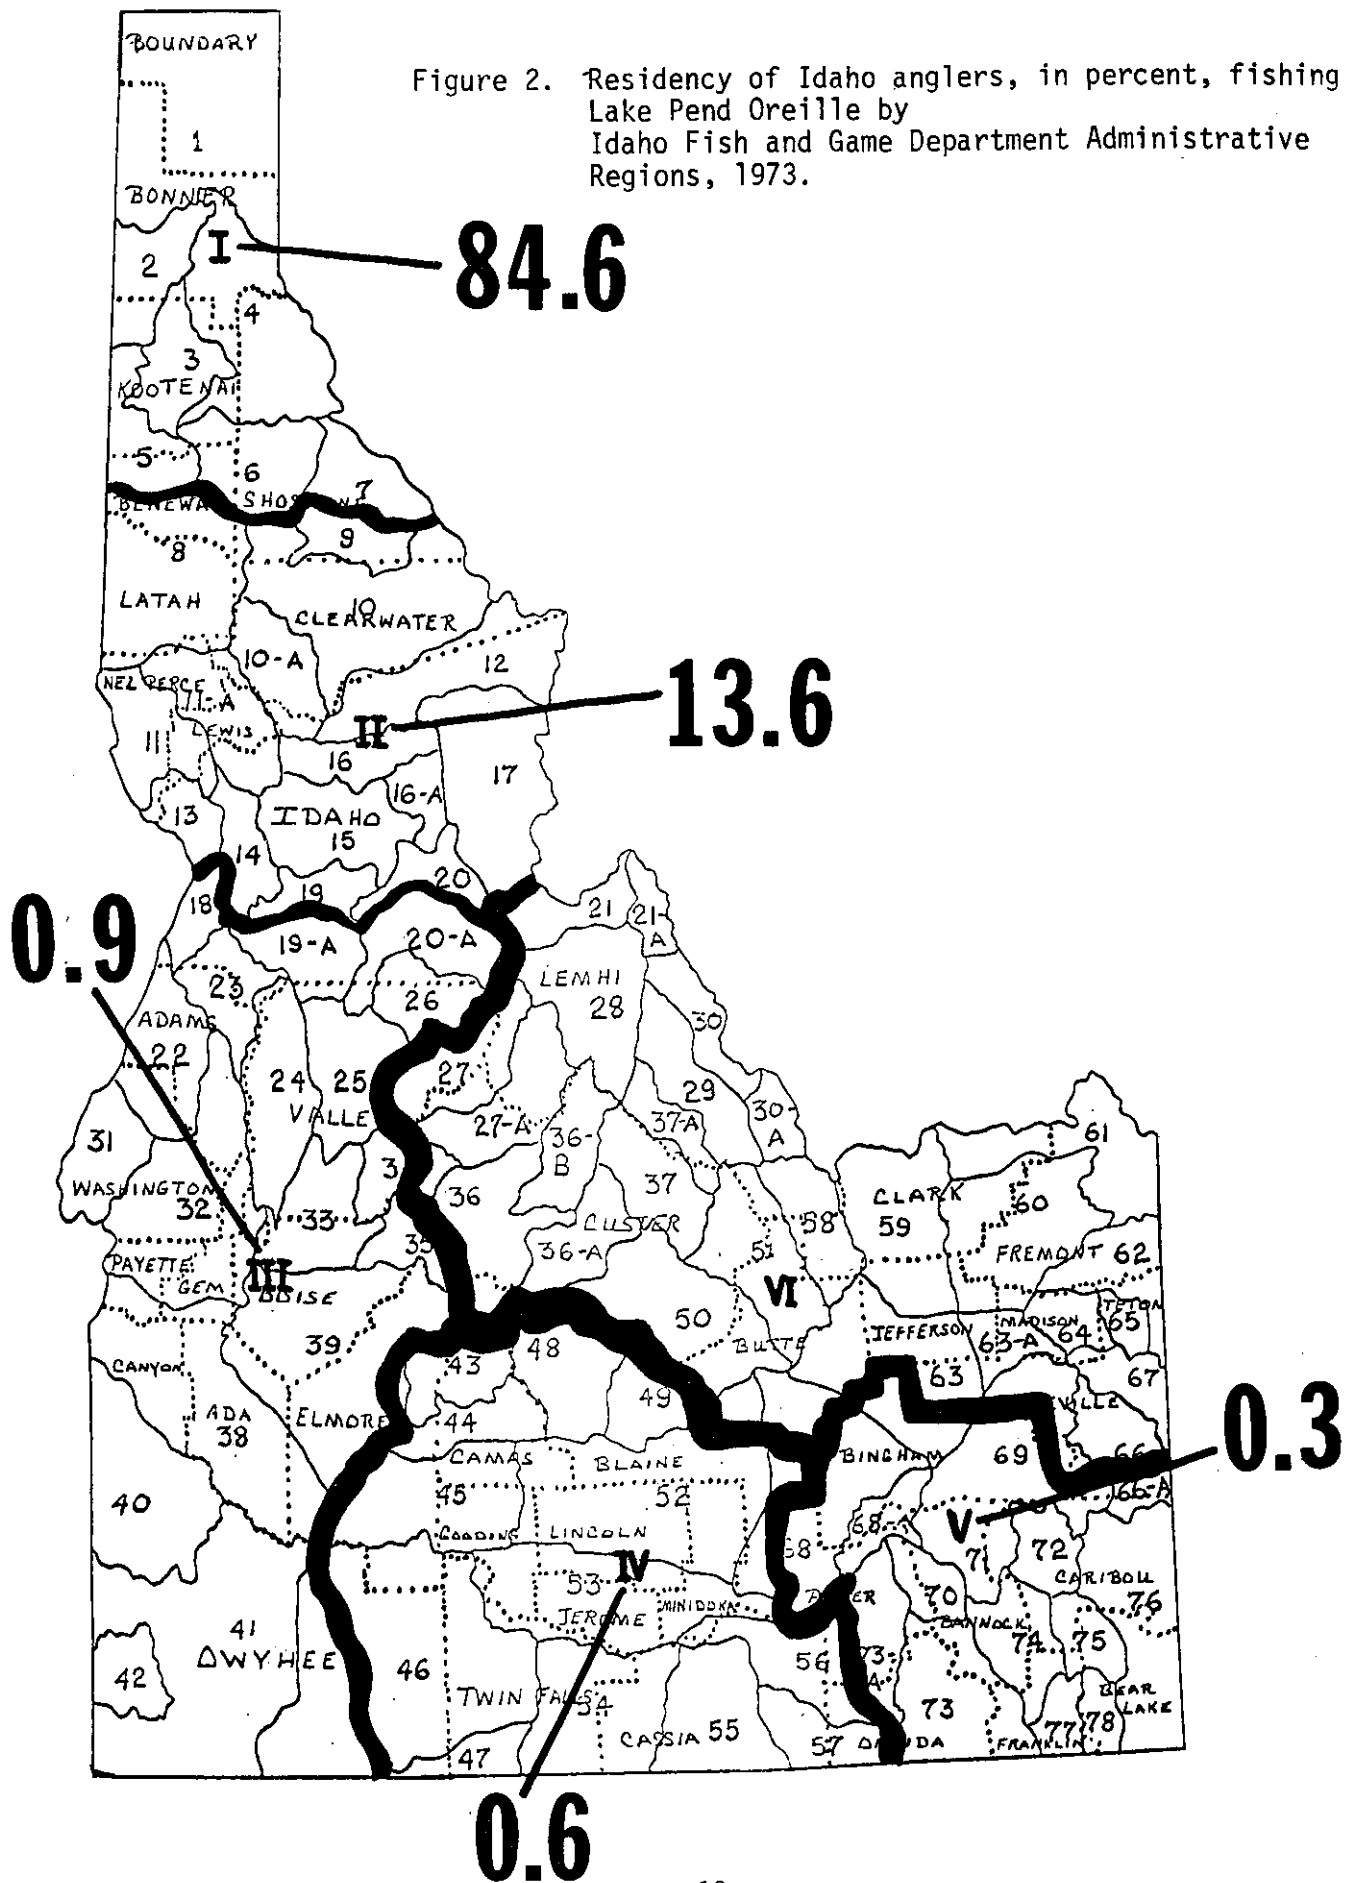 BOUNDARY
Figure 2. Residency of Idaho anglers, in percent, fishing
Lake Pend Oreille by
Idaho Fish and Game Department Administrative
Regions, 1973.
1
BONNER
I
84.6
2
4
3
KOOTENAI
5
6
7
9
8
LATAH
10
CLEARWATER
10-A
12
NEZ PERCE
11-A
LEWIS
II
13.6
11
16
17
16-A
13
IDAHO
15
14
19
20
18
21
21-A
0.9
19-A
20-A
LEMHI
23
26
28
ADAMS
30
22
24
25
27
29
VALLE
30-A
27-A
37-A
31
36-B
61
3
36
37
WASHINGTON
32
CLARK
60
33
CUSTER
58
59
35
36-A
51
FREMONT
62
PAYETTE
GEM
III
BOISE
VI
50
TETON
MADISON
65
64
39
JEFFERSON
63-A
BUTTE
43
48
63
67
CANYON
49
VILLE
ADA
38
ELMORE
44
0.3
CAMAS
BLAINE
BINGHAM
69
66
66-A
40
45
52
GOODING
LINCOLN
68-A
V
68
71
72
IV
53
CARIBOU
JEROME
MINIDOKA
70
76
BANNOCK
41
OWYHEE
74
75
42
46
56
73-A
TWIN FALLS
54
BEAR
LAKE
CASSIA
55
73
77
78
47
57
FRANKLIN
0.6